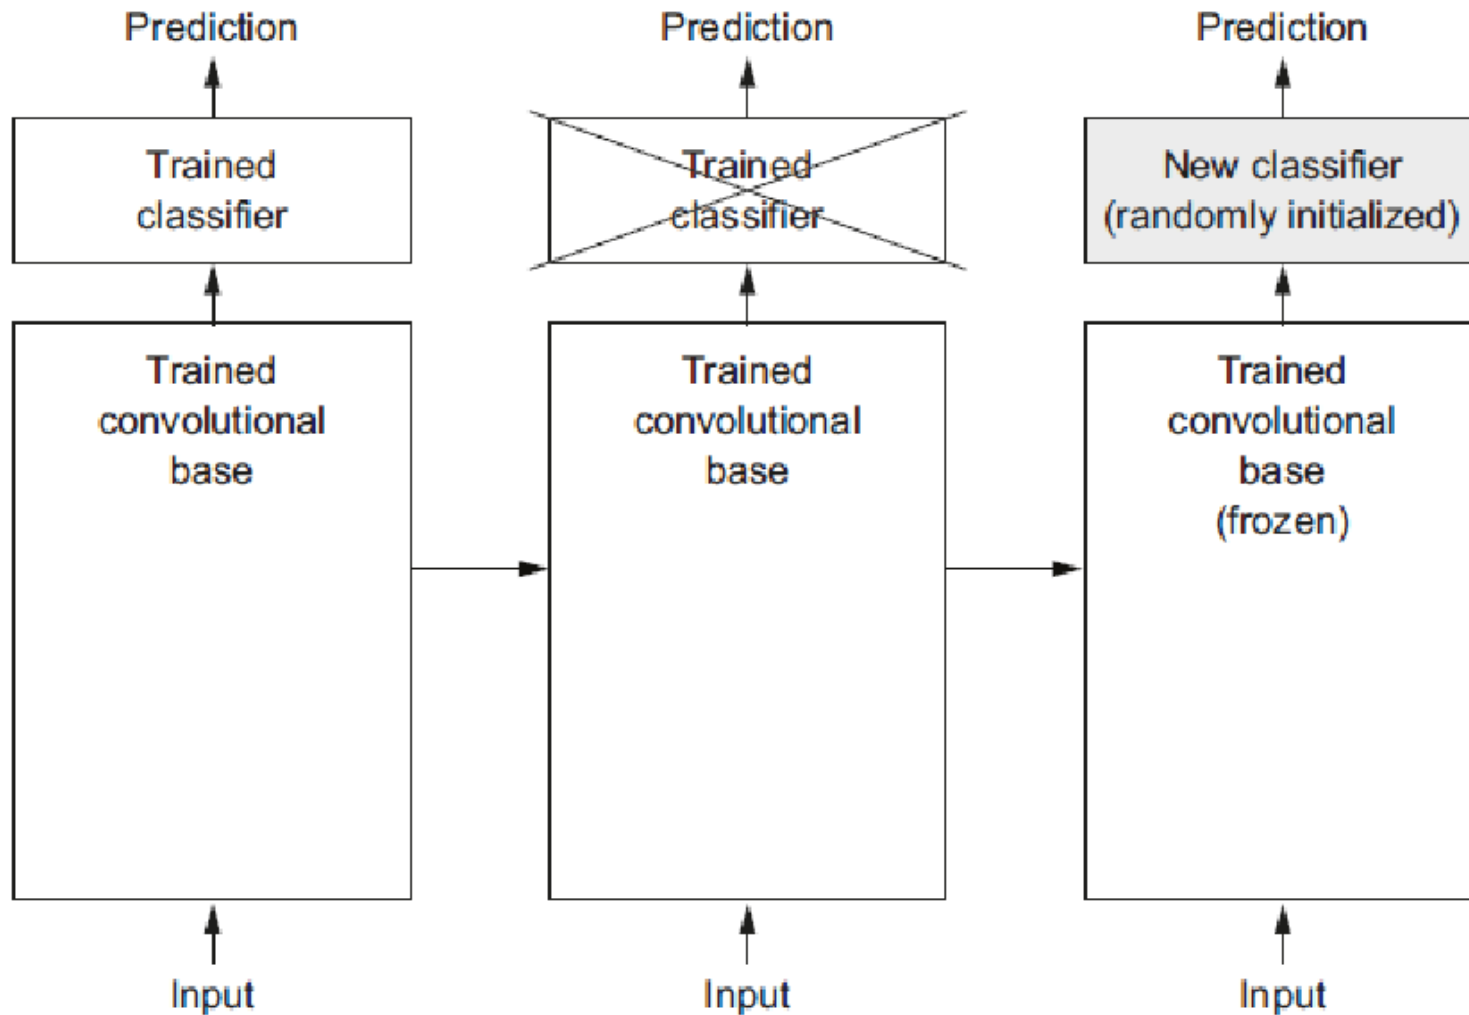 Prediction
Trained
classifier
Trained
convolutional
base
Input
Prediction
Trained
classifier
Trained
convolutional
base
Input
Prediction
New classifier
(randomly initialized)
Trained
convolutional
base
(frozen)
Input